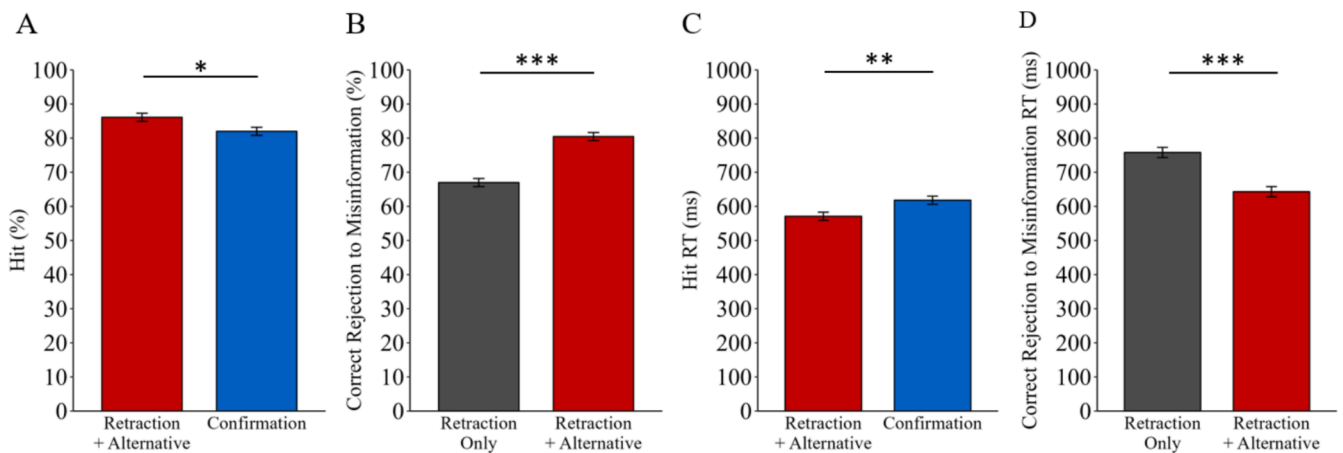 A
Hit (%)
100
90
80
70
60
50
40
30
20
10
0
*
Retraction
+ Alternative
Confirmation
B
Correct Rejection to Misinformation (%)
100
90
80
70
60
50
40
30
20
10
0
***
Retraction
Only
Retraction
+ Alternative
C
Hit RT (ms)
1000
900
800
700
600
500
400
300
200
100
0
**
Retraction
+ Alternative
Confirmation
D
Correct Rejection to Misinformation RT (ms)
1000
900
800
700
600
500
400
300
200
100
0
***
Retraction
Only
Retraction
+ Alternative